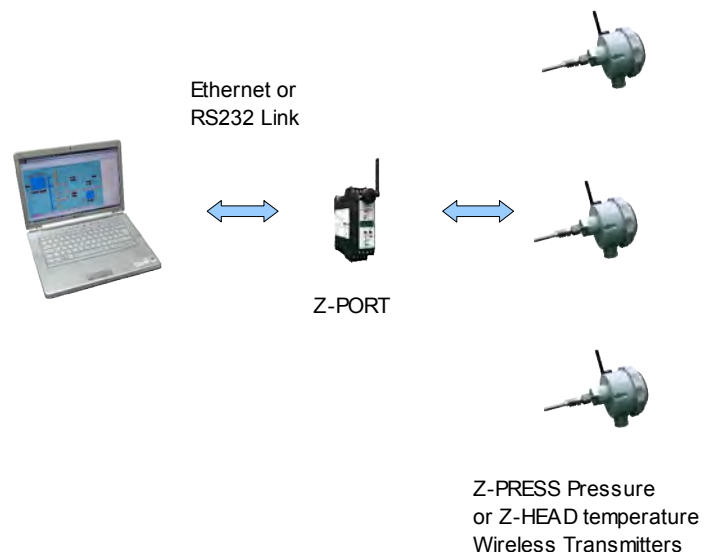 Ethernet or
RS232 Link
Z-PORT
Z-PRESS Pressure
or Z-HEAD temperature
Wireless Transmitters